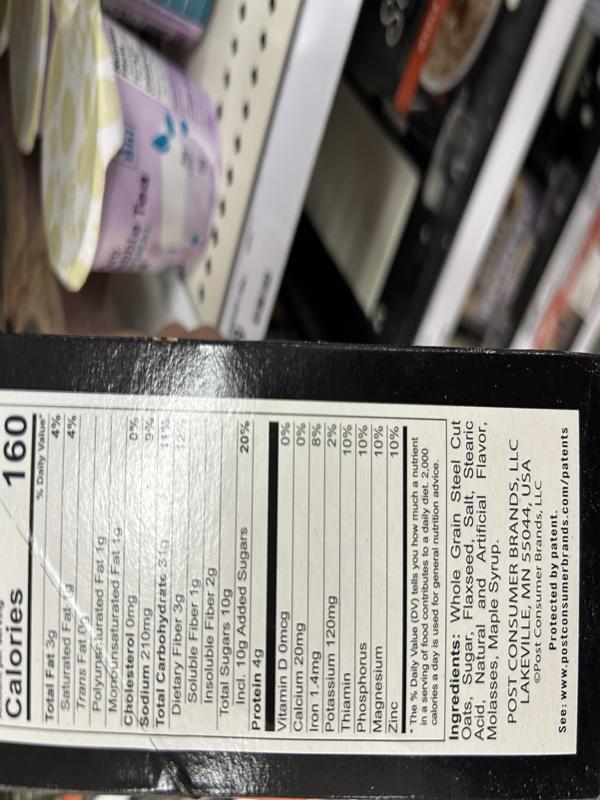 Calories 160
% Daily Value*
Total Fat 3g 4%
Saturated Fat 1g 4%
Trans Fat 0g
Polyunsaturated Fat 1g
Monounsaturated Fat 1g
Cholesterol 0mg 0%
Sodium 210mg 9%
Total Carbohydrate 31g 11%
Dietary Fiber 3g 12%
Soluble Fiber 1g
Insoluble Fiber 2g
Total Sugars 10g
Incl. 10g Added Sugars 20%
Protein 4g
Vitamin D 0mcg 0%
Calcium 20mg 0%
Iron 1.4mg 8%
Potassium 120mg 2%
Thiamin 10%
Phosphorus 10%
Magnesium 10%
Zinc 10%
* The % Daily Value (DV) tells you how much a nutrient
in a serving of food contributes to a daily diet. 2,000
calories a day is used for general nutrition advice.
Ingredients: Whole Grain Steel Cut
Oats, Sugar, Flaxseed, Salt, Stearic
Acid, Natural and Artificial Flavor,
Molasses, Maple Syrup.
POST CONSUMER BRANDS, LLC
LAKEVILLE, MN 55044, USA
©Post Consumer Brands, LLC
Protected by patent.
See: www.postconsumerbrands.com/patents